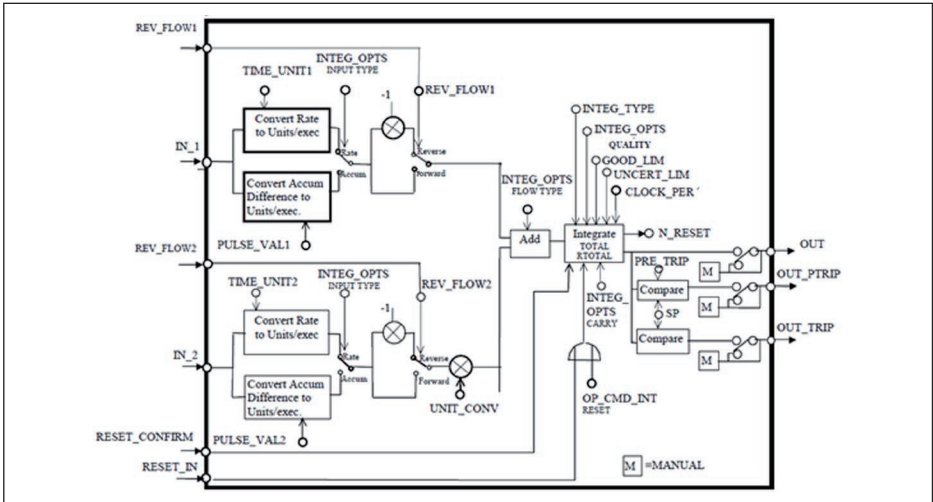 REV_FLOW1
INTEG_OPTS
INPUT TYPE
TIME_UNIT1
REV_FLOW1
-1
Convert Rate
to Units/exec
IN_1
Rate
Accum
Reverse
Forward
Convert Accum
Difference to
Units/exec.
PULSE_VAL1
INTEG_TYPE
INTEG_OPTS
QUALITY
GOOD_LIM
UNCERT_LIM
CLOCK_PER
INTEG_OPTS
FLOW TYPE
Add
Integrate
TOTAL
RTOTAL
N_RESET
OUT
REV_FLOW2
TIME_UNIT2
INTEG_OPTS
INPUT TYPE
REV_FLOW2
PRE_TRIP
M
OUT_PTRIP
Compare
M
SP
INTEG_
OPTS
CARRY
-1
Convert Rate
to Units/exec
Compare
OUT_TRIP
M
IN_2
Rate
Accum
Reverse
Forward
Convert Accum
Difference to
Units/exec.
UNIT_CONV
OP_CMD_INT
RESET
RESET_CONFIRM
PULSE_VAL2
RESET_IN
M =MANUAL